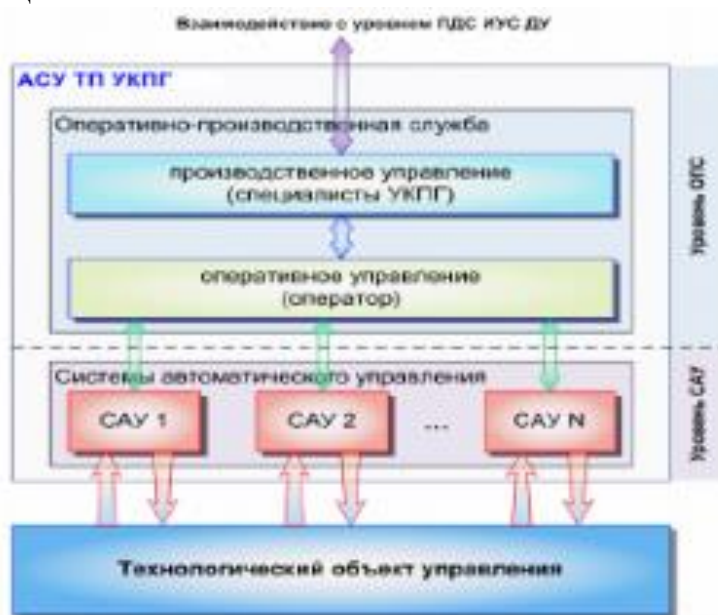 Взаимодействие с уровнем ПДС ИУС ДУ
АСУ ТП УКПГ
Оперативно-производственная служба
производственное управление
(специалисты УКПГ)
оперативное управление
(оператор)
Уровень ОПС
Системы автоматического управления
САУ 1
САУ 2
...
САУ N
Уровень САУ
Технологический объект управления